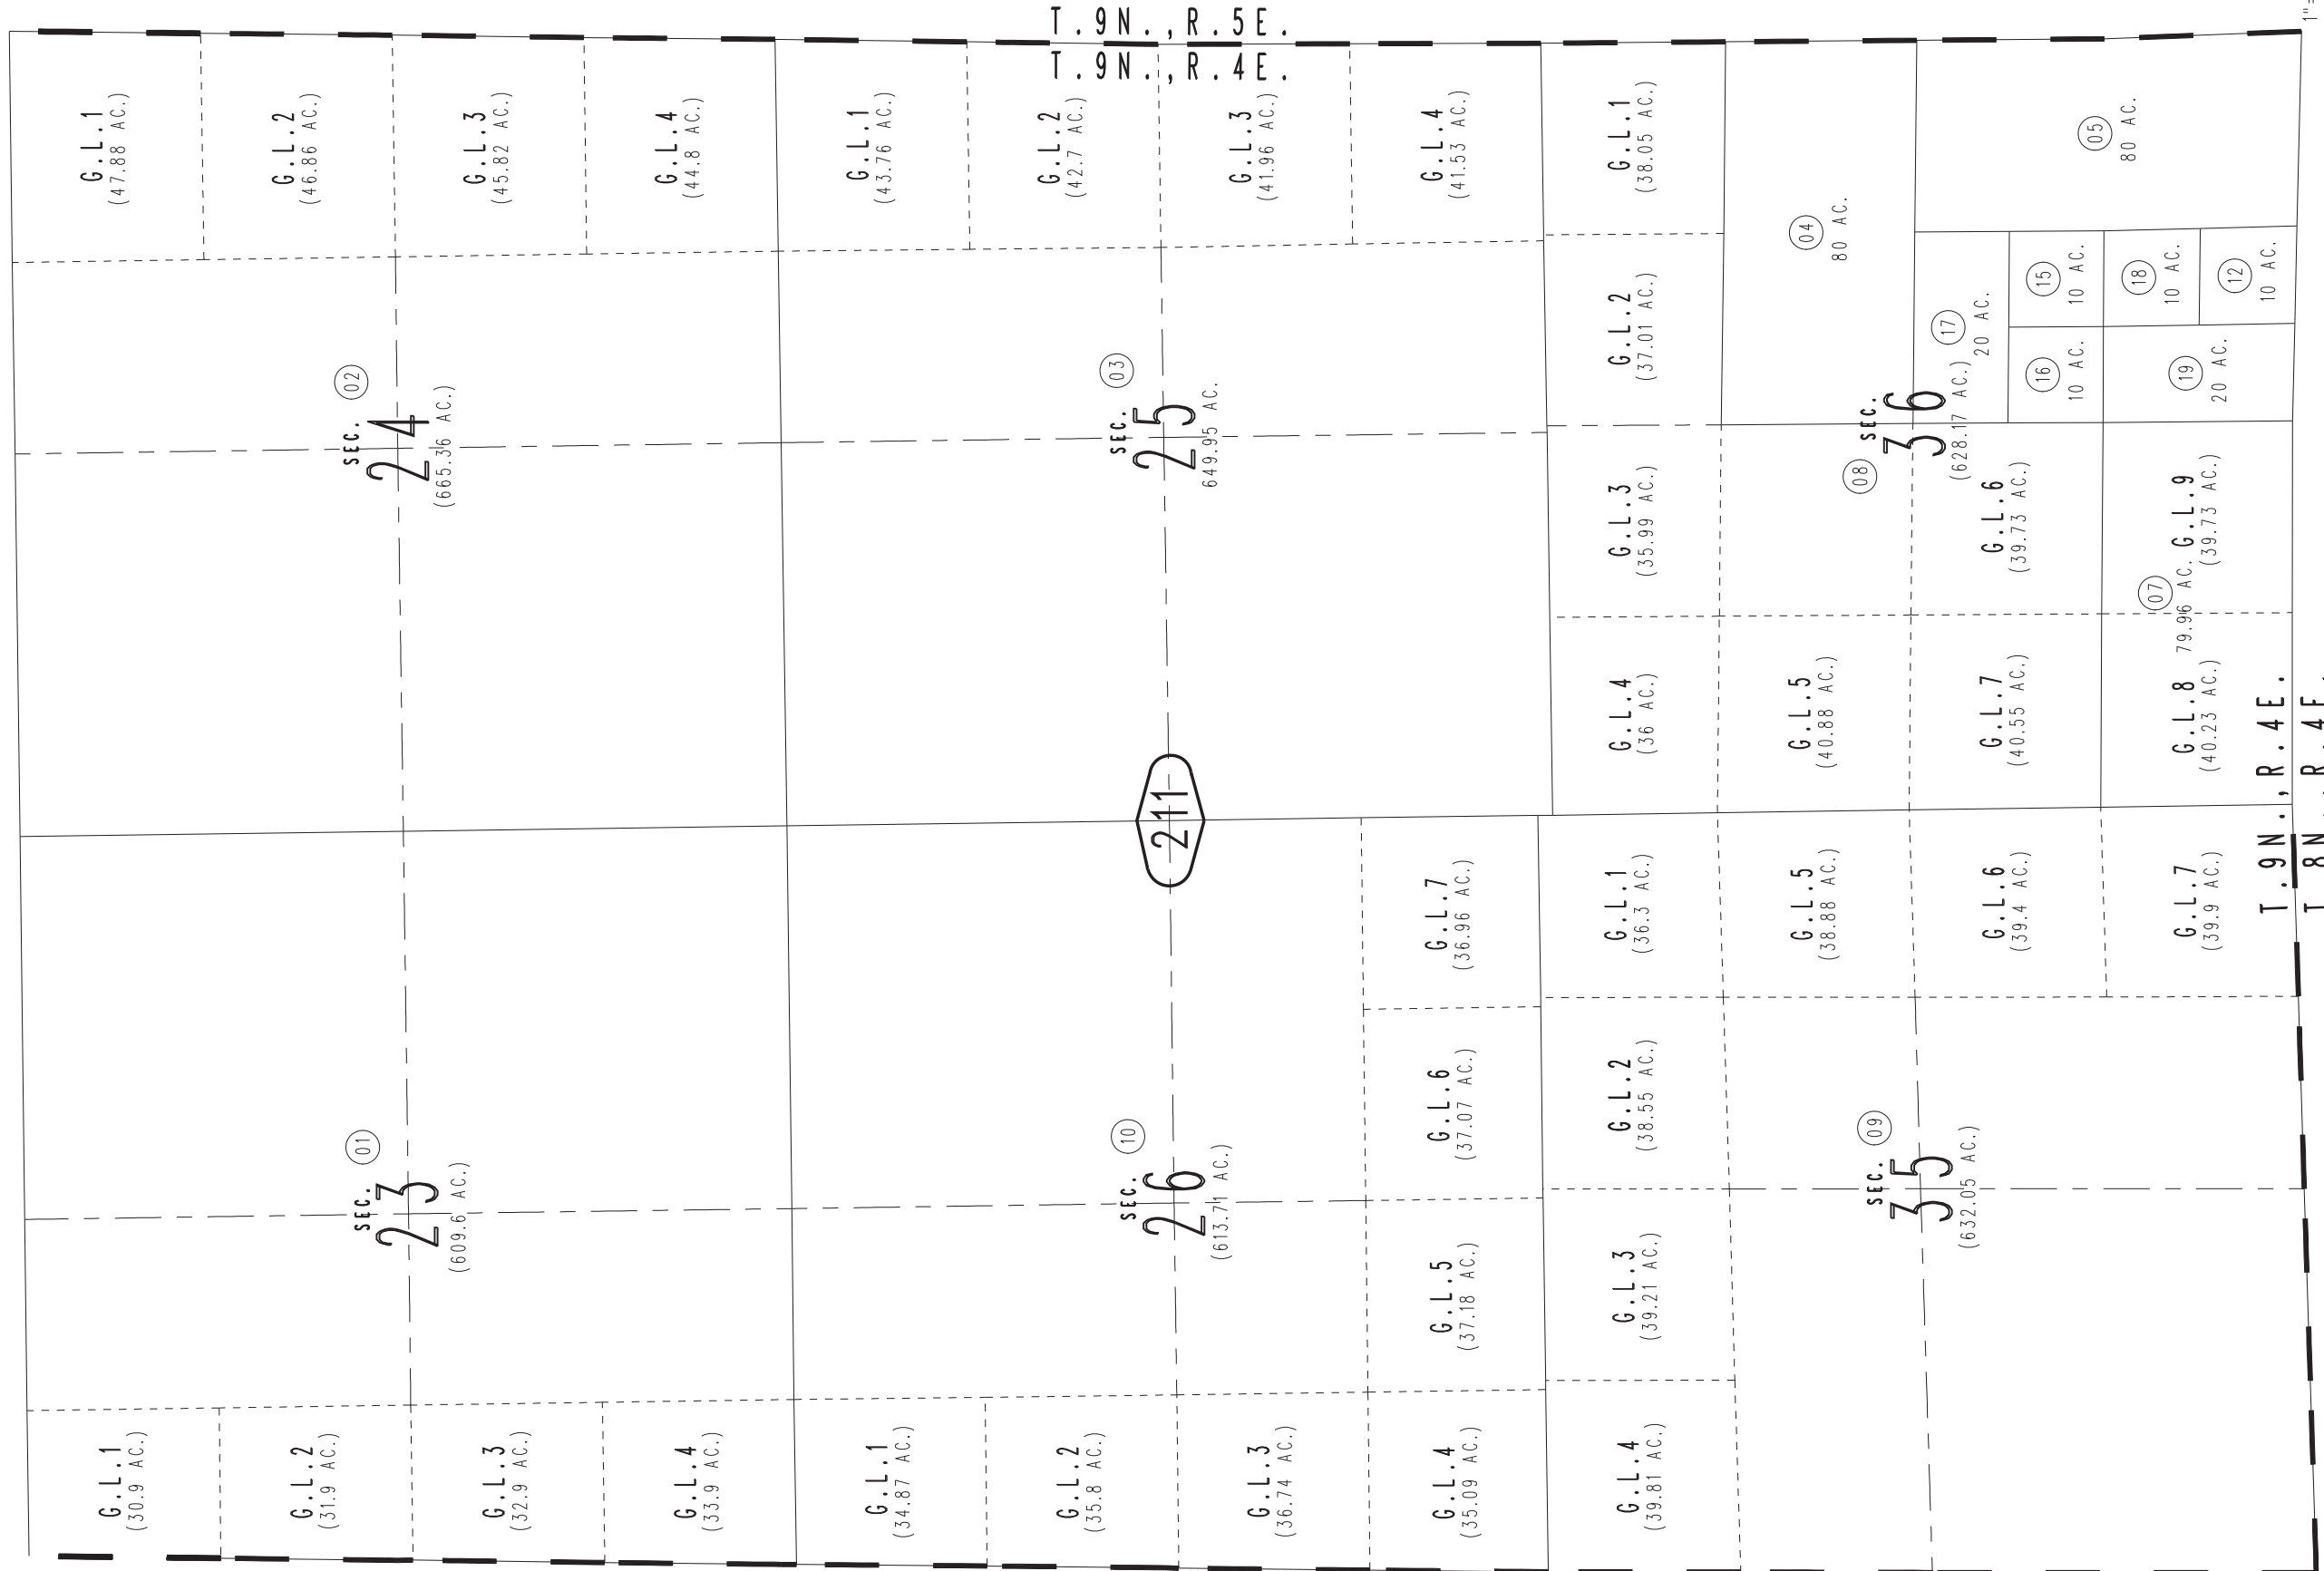 T.9N.,R.5E.
T.9N.,R.4E.
1"=
G.L.1
(47.88 AC.)
G.L.2
(46.86 AC.)
G.L.3
(45.82 AC.)
G.L.4
(44.8 AC.)
G.L.1
(43.76 AC.)
G.L.2
(42.7 AC.)
G.L.3
(41.96 AC.)
G.L.4
(41.53 AC.)
G.L.1
(38.05 AC.)
04
80 AC.
05
80 AC.
G.L.2
(37.01 AC.)
17
20 AC.
15
10 AC.
18
10 AC.
12
10 AC.
16
10 AC.
19
20 AC.
02
SEC.
24
(665.36 AC.)
03
SEC.
25
649.95 AC.
08
SEC.
36
(628.17 AC.)
G.L.3
(35.99 AC.)
G.L.6
(39.73 AC.)
G.L.9
(39.73 AC.)
07
79.96 AC.
G.L.4
(36 AC.)
G.L.5
(40.88 AC.)
G.L.7
(40.55 AC.)
G.L.8
(40.23 AC.)
T.9N.,R.4E.
T.8N.,R.4E.
211
G.L.7
(36.96 AC.)
G.L.1
(36.3 AC.)
G.L.5
(38.88 AC.)
G.L.6
(39.4 AC.)
G.L.7
(39.9 AC.)
G.L.6
(37.07 AC.)
G.L.2
(38.55 AC.)
01
SEC.
23
(609.6 AC.)
10
SEC.
26
(613.71 AC.)
09
SEC.
35
(632.05 AC.)
G.L.5
(37.18 AC.)
G.L.3
(39.21 AC.)
G.L.1
(30.9 AC.)
G.L.2
(31.9 AC.)
G.L.3
(32.9 AC.)
G.L.4
(33.9 AC.)
G.L.1
(34.87 AC.)
G.L.2
(35.8 AC.)
G.L.3
(36.74 AC.)
G.L.4
(35.09 AC.)
G.L.4
(39.81 AC.)